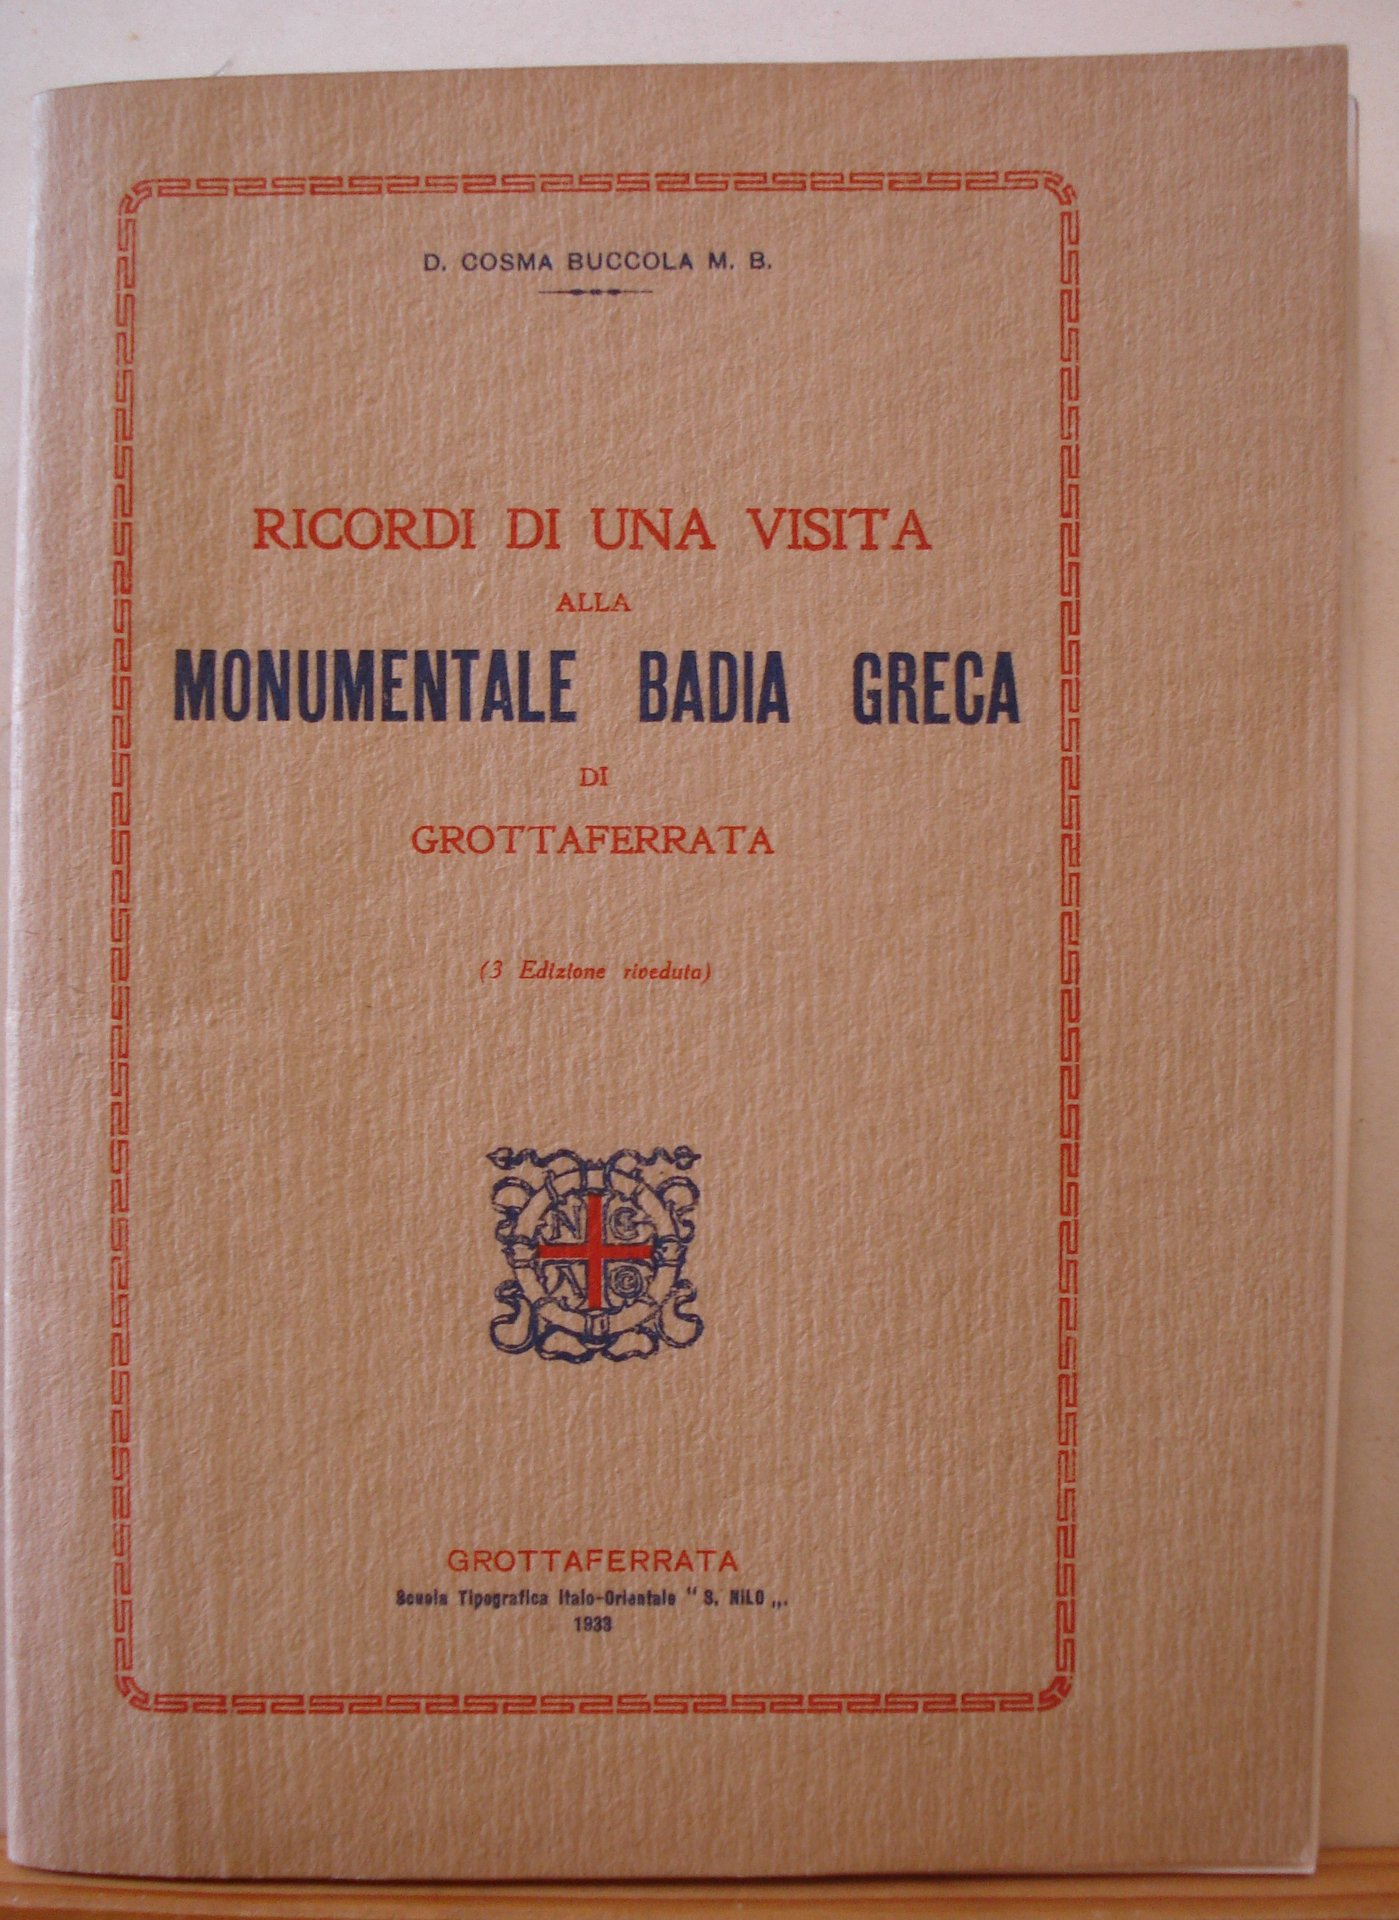 D. COSMA BUCCOLA M. B.
RICORDI DI UNA VISITA
ALLA
MONUMENTALE BADIA GRECA
DI
GROTTAFERRATA
(3 Edizione riveduta)
GROTTAFERRATA
Scuola Tipografica Italo-Orientale " S. NILO ,,.
1933